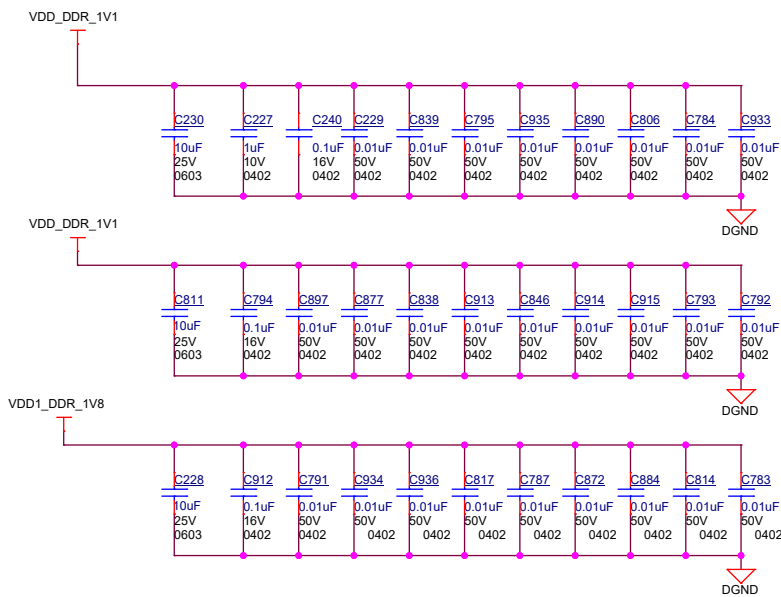 VDD_DDR_1V1
C230 C227 C240 C229 C839 C795 C935 C890 C806 C784 C933
10uF 1uF 0.1uF 0.01uF 0.01uF 0.01uF 0.01uF 0.01uF 0.01uF 0.01uF 0.01uF
25V 10V 16V 50V 50V 50V 50V 50V 50V 50V 50V
0603 0402 0402 0402 0402 0402 0402 0402 0402 0402 0402
DGND
VDD_DDR_1V1
C811 C794 C897 C877 C838 C913 C846 C914 C915 C793 C792
10uF 0.1uF 0.01uF 0.01uF 0.01uF 0.01uF 0.01uF 0.01uF 0.01uF 0.01uF 0.01uF
25V 16V 50V 50V 50V 50V 50V 50V 50V 50V 50V
0603 0402 0402 0402 0402 0402 0402 0402 0402 0402 0402
DGND
VDD1_DDR_1V8
C228 C912 C791 C934 C936 C817 C787 C872 C884 C814 C783
10uF 0.1uF 0.01uF 0.01uF 0.01uF 0.01uF 0.01uF 0.01uF 0.01uF 0.01uF 0.01uF
25V 16V 50V 50V 50V 50V 50V 50V 50V 50V 50V
0603 0402 0402 0402 0402 0402 0402 0402 0402 0402 0402
DGND